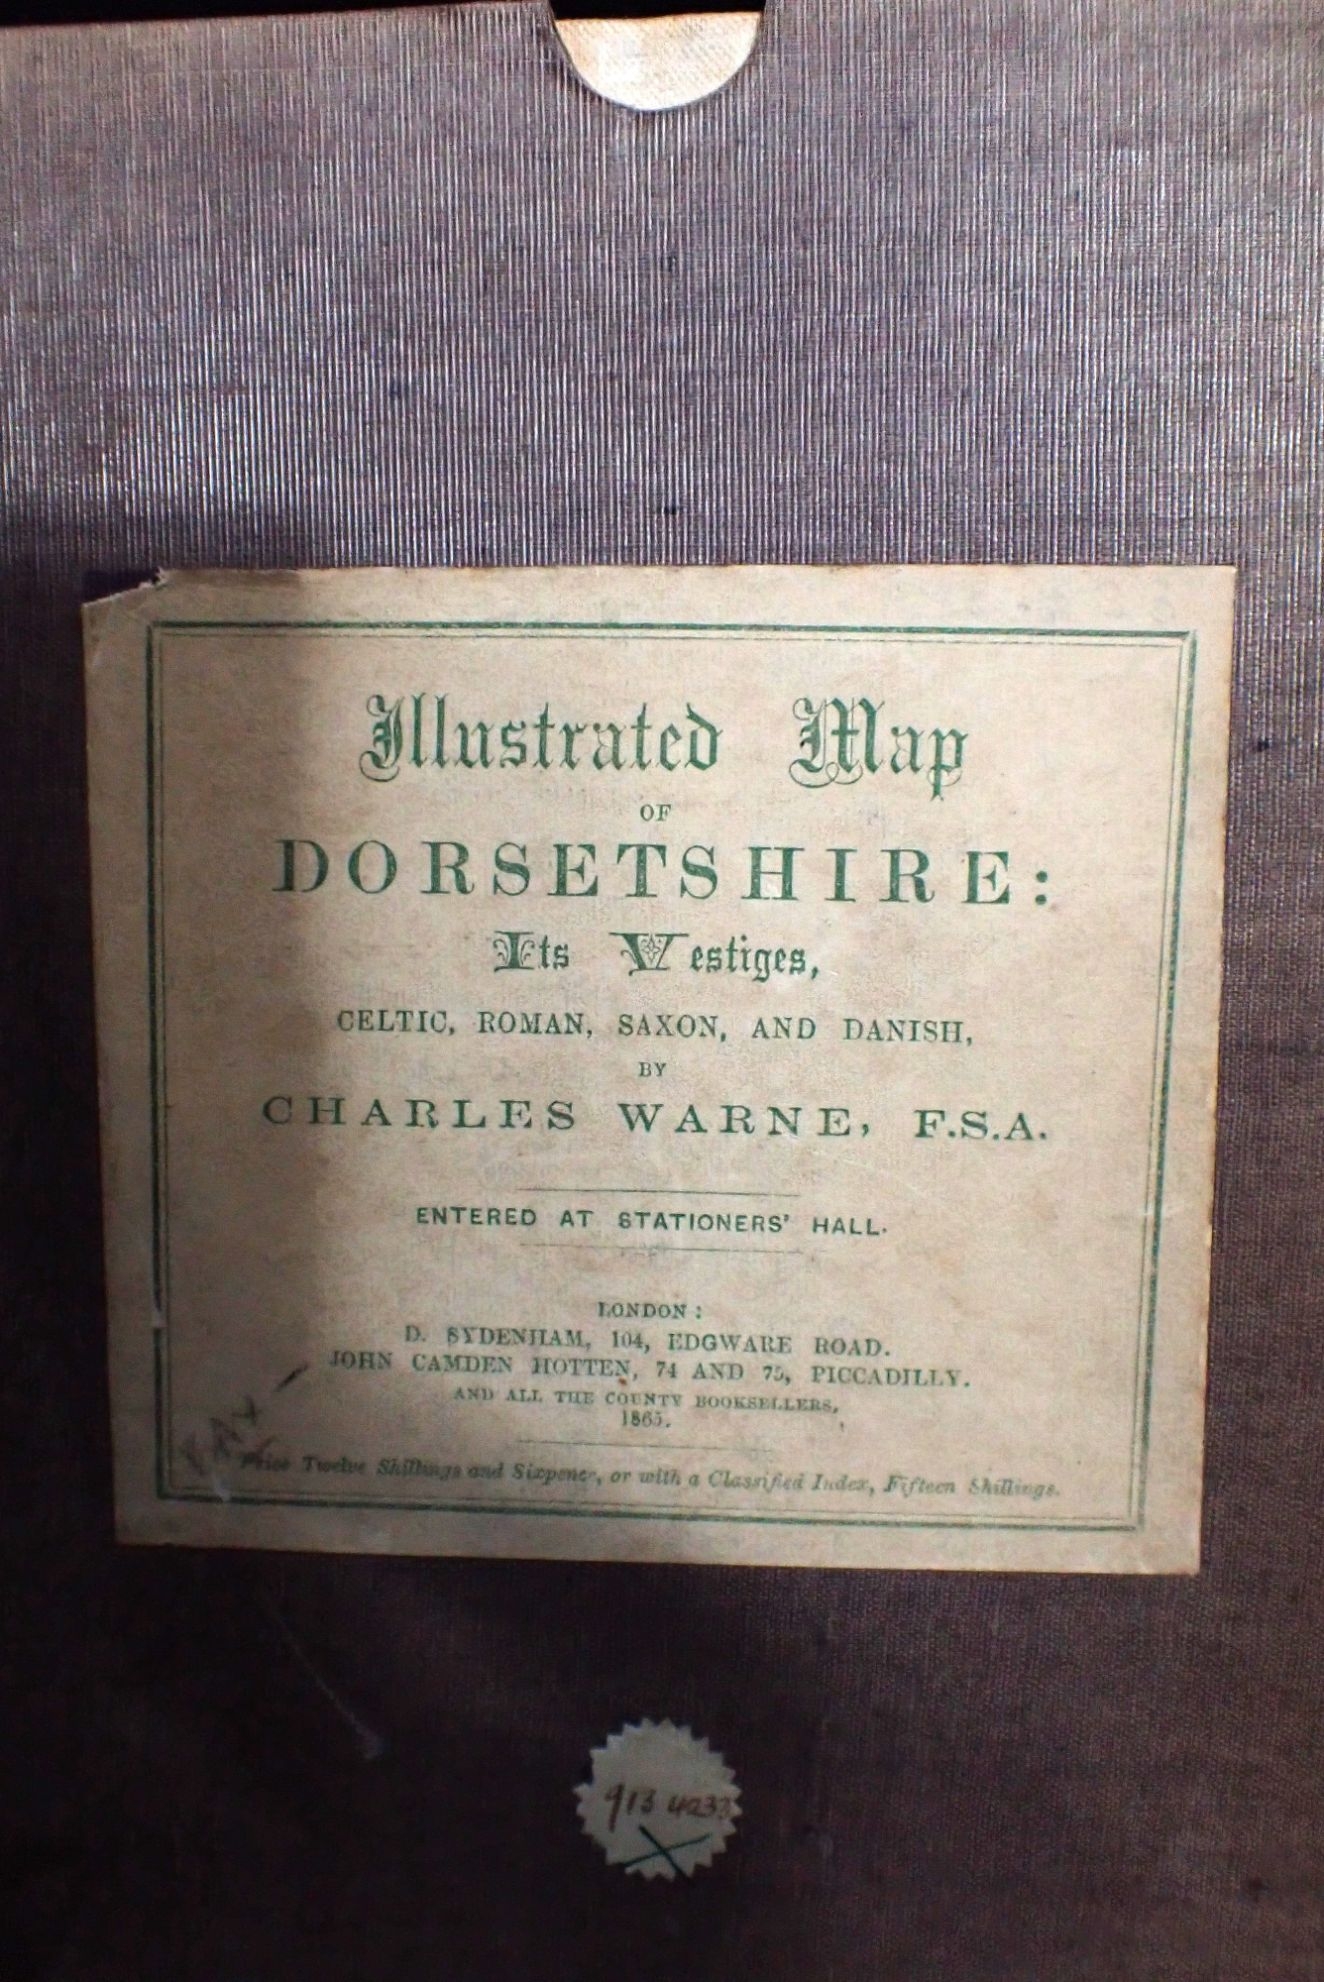 Illustrated Map
OF
DORSETSHIRE:
Its Vestiges,
CELTIC, ROMAN, SAXON, AND DANISH,
BY
CHARLES WARNE, F.S.A.
ENTERED AT STATIONERS' HALL.
LONDON:
D. SYDENHAM, 104, EDGWARE ROAD.
JOHN CAMDEN HOTTEN, 74 AND 75, PICCADILLY.
AND ALL THE COUNTY BOOKSELLERS,
1865.
Price Twelve Shillings and Sixpence, or with a Classified Index, Fifteen Shillings.
913 4233